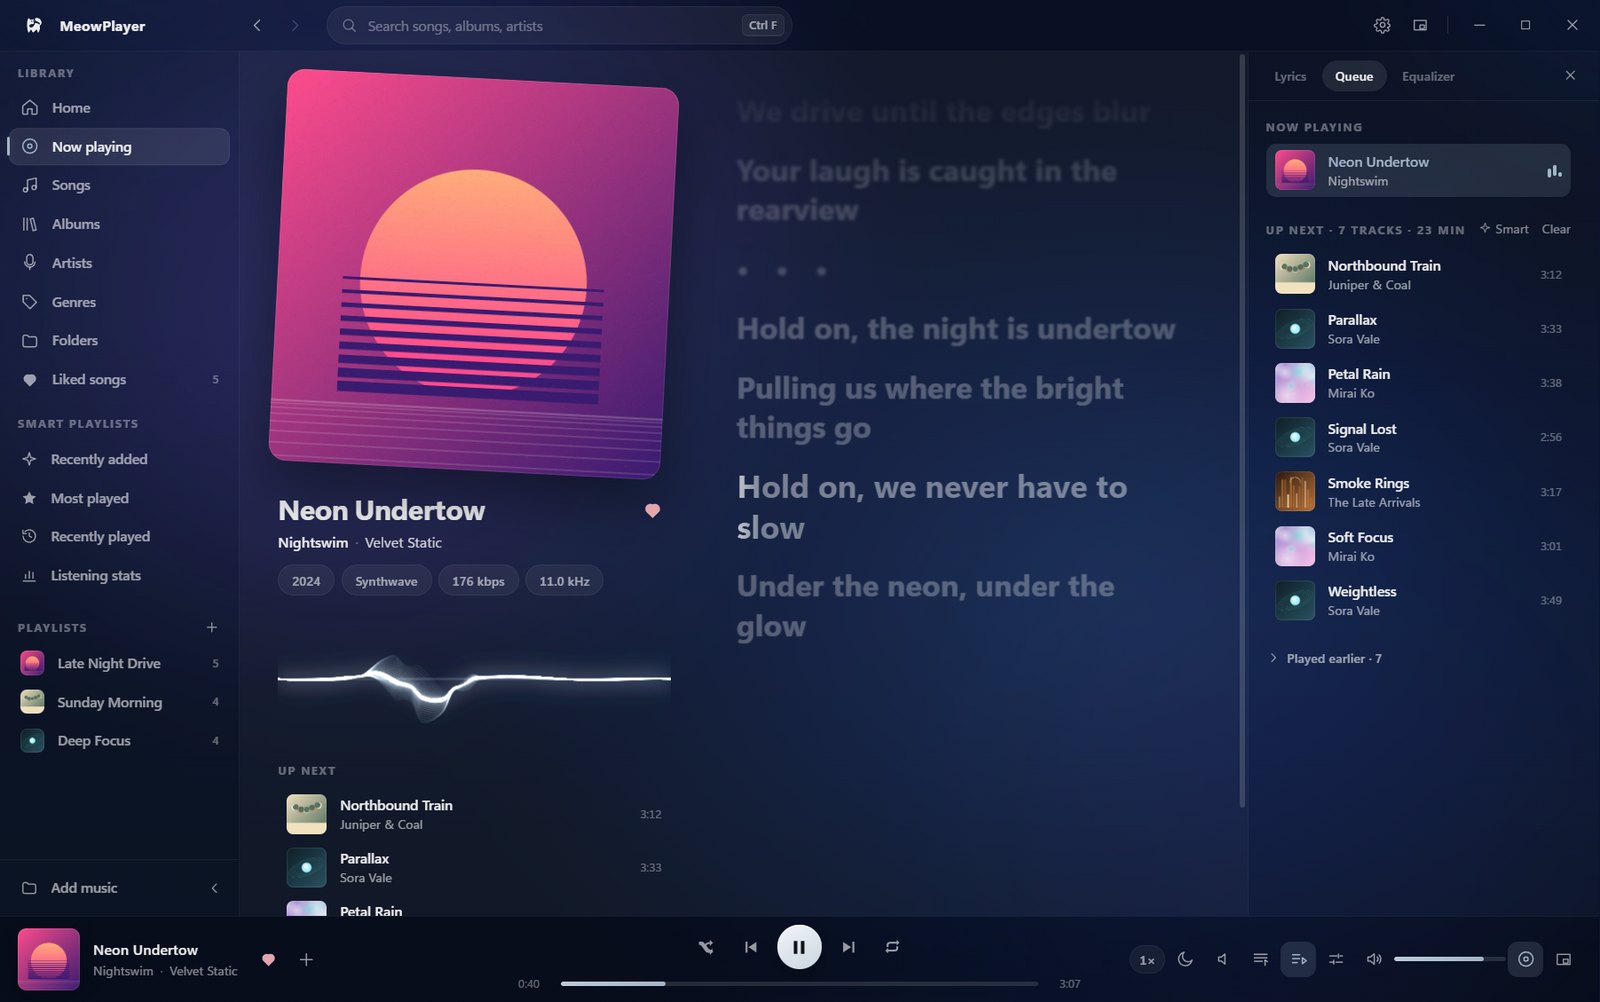 MeowPlayer
Search songs, albums, artists
Ctrl F
LIBRARY
Home
Now playing
Songs
Albums
Artists
Genres
Folders
Liked songs 5
SMART PLAYLISTS
Recently added
Most played
Recently played
Listening stats
PLAYLISTS
Late Night Drive 5
Sunday Morning 4
Deep Focus 4
Add music
Neon Undertow
Nightswim · Velvet Static
2024 Synthwave 176 kbps 11.0 kHz
UP NEXT
Northbound Train
Juniper & Coal
3:12
Parallax
Sora Vale
3:33
Petal Rain
We drive until the edges blur
Your laugh is caught in the
rearview
• • •
Hold on, the night is undertow
Pulling us where the bright
things go
Hold on, we never have to
slow
Under the neon, under the
glow
Lyrics Queue Equalizer
NOW PLAYING
Neon Undertow
Nightswim
UP NEXT · 7 TRACKS · 23 MIN Smart Clear
Northbound Train
Juniper & Coal
3:12
Parallax
Sora Vale
3:33
Petal Rain
Mirai Ko
3:38
Signal Lost
Sora Vale
2:56
Smoke Rings
The Late Arrivals
3:17
Soft Focus
Mirai Ko
3:01
Weightless
Sora Vale
3:49
Played earlier · 7
Neon Undertow
Nightswim · Velvet Static
0:40
3:07
1×